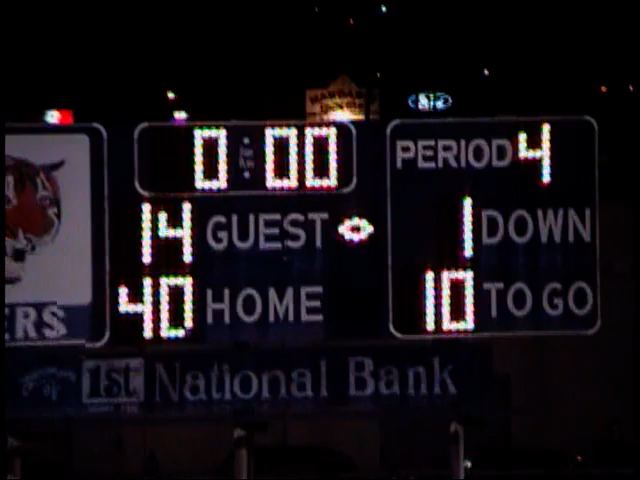 0:00
PERIOD 4
14 GUEST
1 DOWN
40 HOME
10 TO GO
ERS
1st National Bank